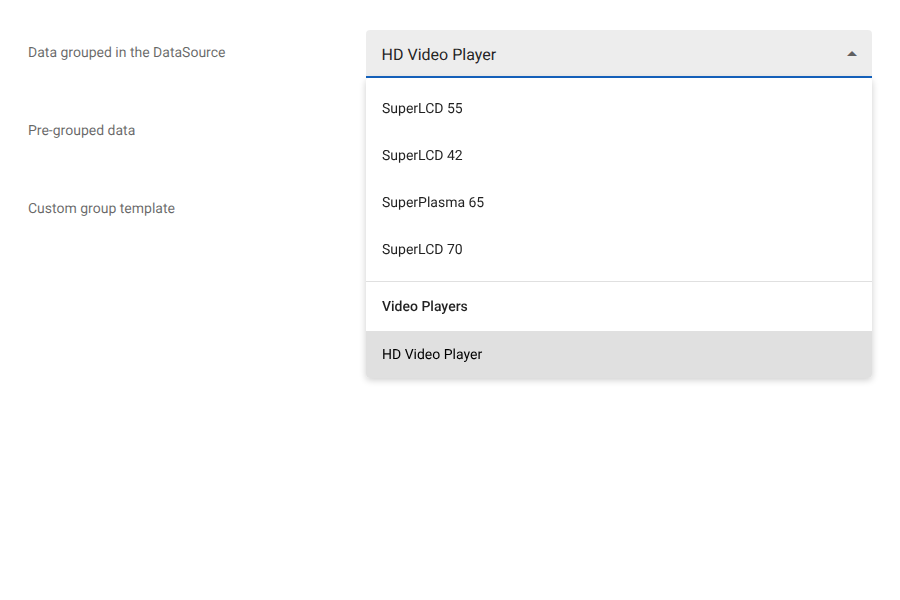 Data grouped in the DataSource
HD Video Player
SuperLCD 55
Pre-grouped data
SuperLCD 42
SuperPlasma 65
Custom group template
SuperLCD 70
Video Players
HD Video Player